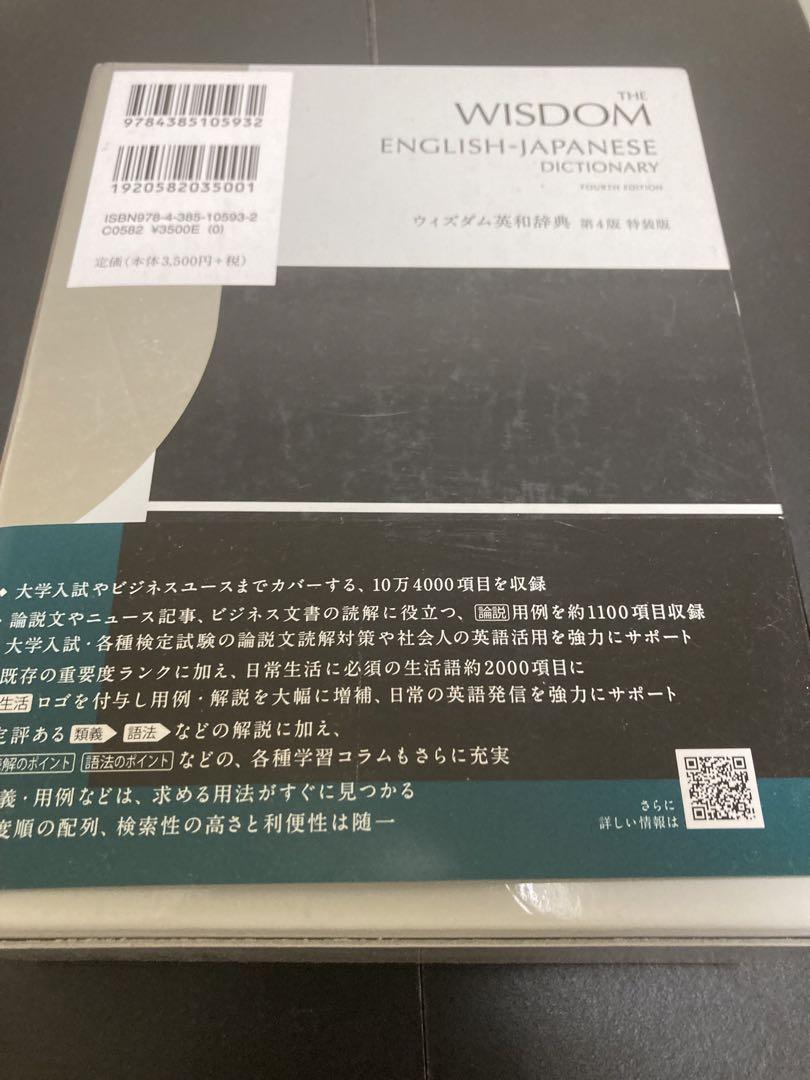 9784385105932
1920582035001
ISBN978-4-385-10593-2
C0582 ¥3500E (0)
定価(本体3,500円+税)
THE
WISDOM
ENGLISH-JAPANESE
DICTIONARY
FOURTH EDITION
ウィズダム英和辞典 第4版 特装版
◆ 大学入試やビジネスユースまでカバーする、10万4000項目を収録
論説文やニュース記事、ビジネス文書の読解に役立つ、論説用例を約1100項目収録
大学入試・各種検定試験の論説文読解対策や社会人の英語活用を強力にサポート
既存の重要度ランクに加え、日常生活に必須の生活語約2000項目に
生活 ロゴを付与し用例・解説を大幅に増補、日常の英語発信を強力にサポート
評ある 類義 語法 などの解説に加え、
解のポイント 語法のポイント などの、各種学習コラムもさらに充実
義・用例などは、求める用法がすぐに見つかる
度順の配列、検索性の高さと利便性は随一
さらに
詳しい情報は